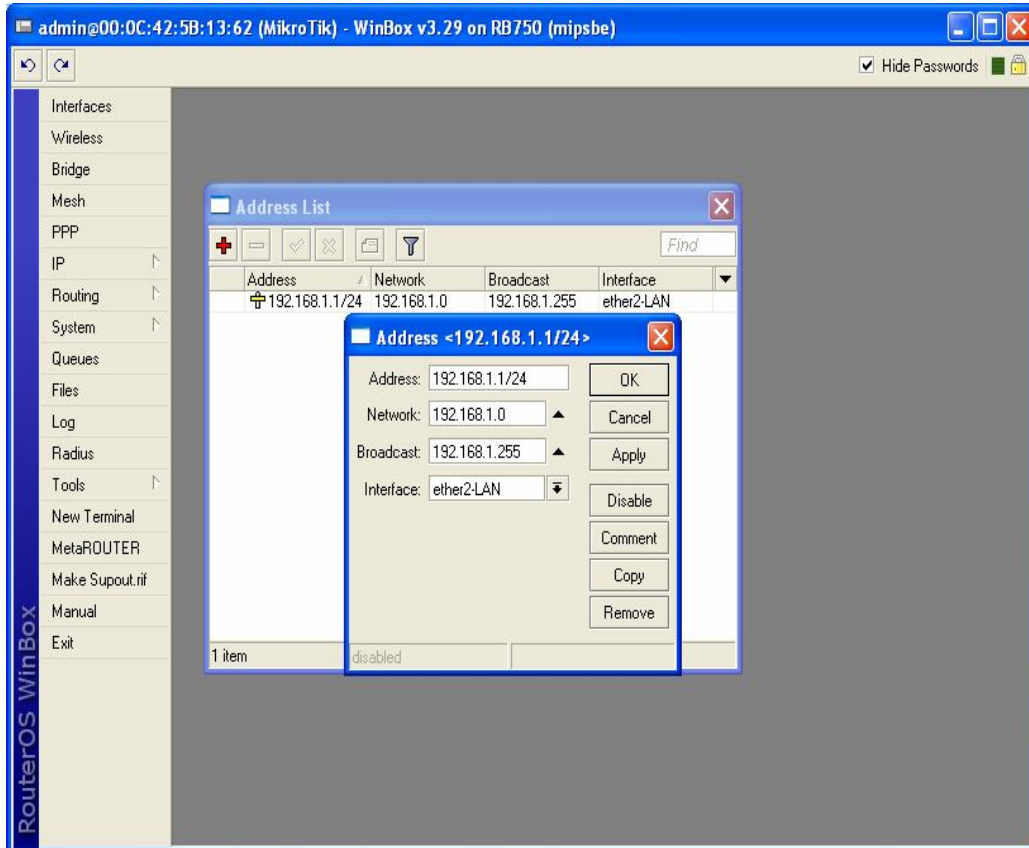 admin@00:0C:42:5B:13:62 (MikroTik) - WinBox v3.29 on RB750 (mipsbe)
Hide Passwords
Interfaces
Wireless
Bridge
Mesh
PPP
IP
Routing
System
Queues
Files
Log
Radius
Tools
New Terminal
MetaROUTER
Make Supout.rif
Manual
Exit
RouterOS WinBox
Address List
Find
Address Network Broadcast Interface
192.168.1.1/24 192.168.1.0 192.168.1.255 ether2-LAN
1 item
Address <192.168.1.1/24>
Address: 192.168.1.1/24 OK
Network: 192.168.1.0 Cancel
Broadcast: 192.168.1.255 Apply
Interface: ether2-LAN
Disable
Comment
Copy
Remove
disabled